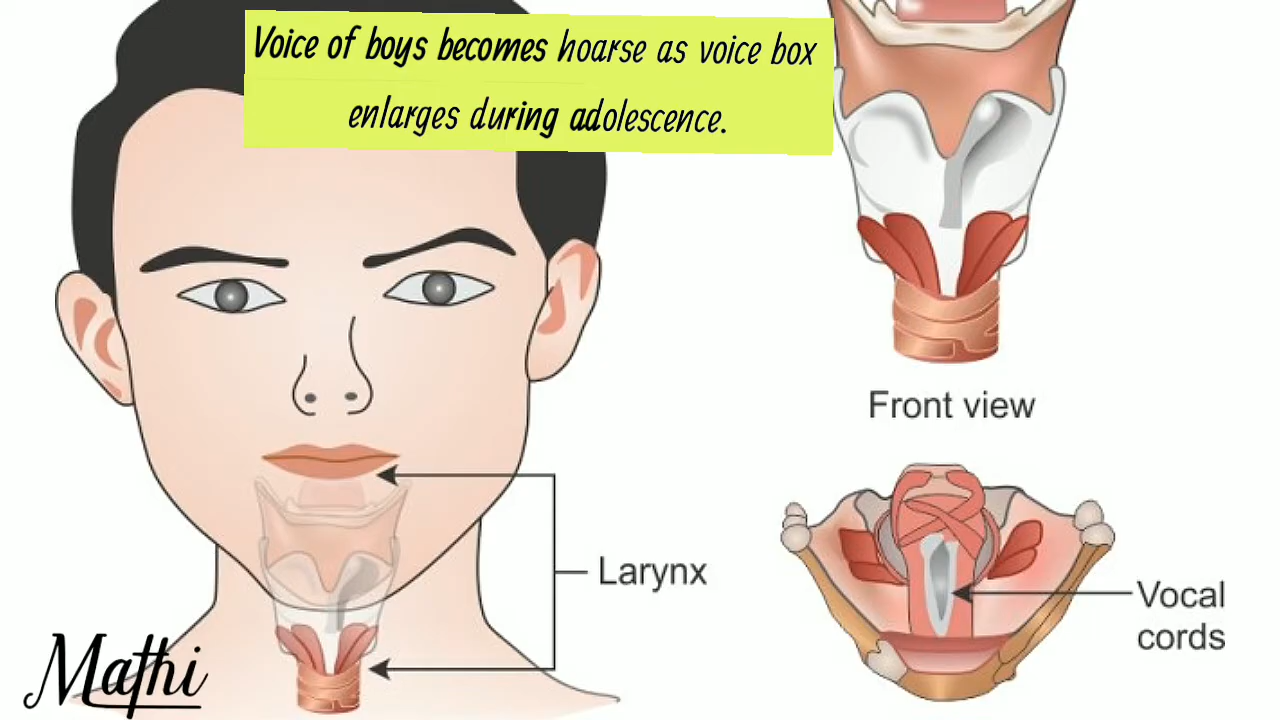 Voice of boys becomes hoarse as voice box
enlarges during adolescence.
Front view
Larynx
Vocal
cords
Mathi